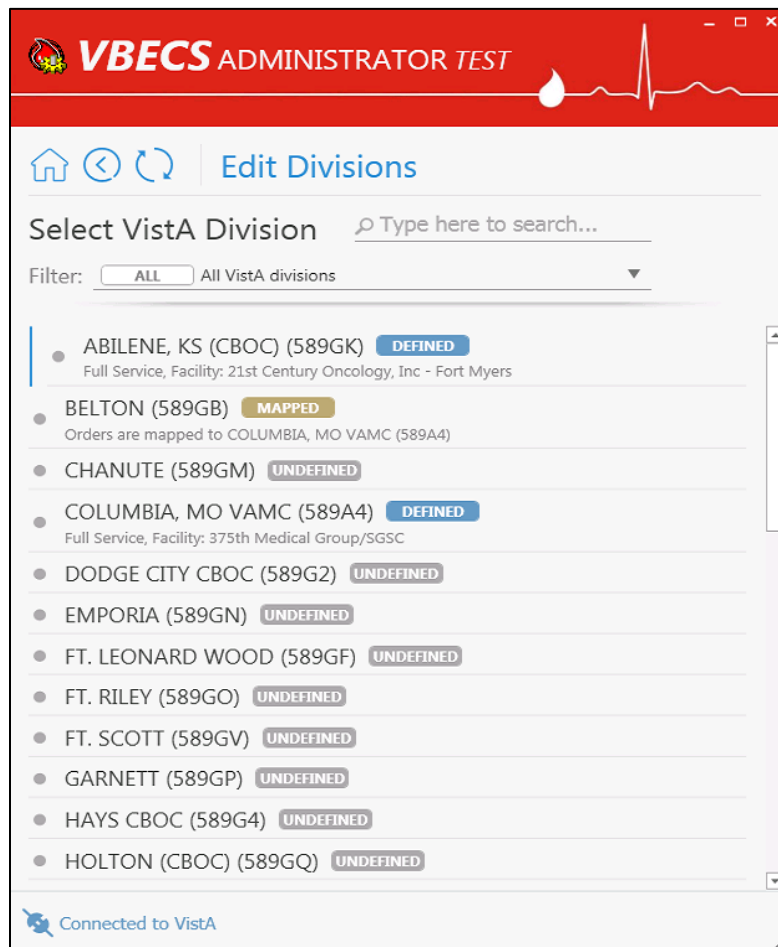 VBECS ADMINISTRATOR TEST
Edit Divisions
Select VistA Division Type here to search...
Filter: ALL All VistA divisions
ABILENE, KS (CBOC) (589GK) DEFINED
Full Service, Facility: 21st Century Oncology, Inc - Fort Myers
BELTON (589GB) MAPPED
Orders are mapped to COLUMBIA, MO VAMC (589A4)
CHANUTE (589GM) UNDEFINED
COLUMBIA, MO VAMC (589A4) DEFINED
Full Service, Facility: 375th Medical Group/SGSC
DODGE CITY CBOC (589G2) UNDEFINED
EMPORIA (589GN) UNDEFINED
FT. LEONARD WOOD (589GF) UNDEFINED
FT. RILEY (589GO) UNDEFINED
FT. SCOTT (589GV) UNDEFINED
GARNETT (589GP) UNDEFINED
HAYS CBOC (589G4) UNDEFINED
HOLTON (CBOC) (589GQ) UNDEFINED
Connected to VistA